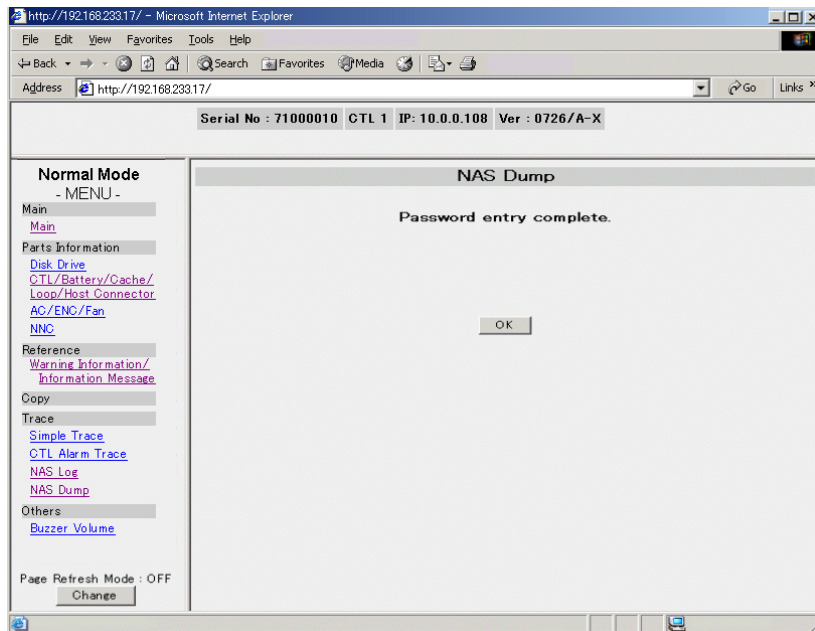 http://192.168.233.17/ - Microsoft Internet Explorer
File Edit View Favorites Tools Help
Back Search Favorites Media
Address http://192.168.233.17/ Go Links »
Serial No : 71000010 CTL 1 IP: 10.0.0.108 Ver : 0726/A-X
Normal Mode
- MENU -
Main
Main
Parts Information
Disk Drive
CTL/Battery/Cache/
Loop/Host Connector
AC/ENC/Fan
NNC
Reference
Warning Information/
Information Message
Copy
Trace
Simple Trace
CTL Alarm Trace
NAS Log
NAS Dump
Others
Buzzer Volume
Page Refresh Mode : OFF
Change
NAS Dump
Password entry complete.
OK